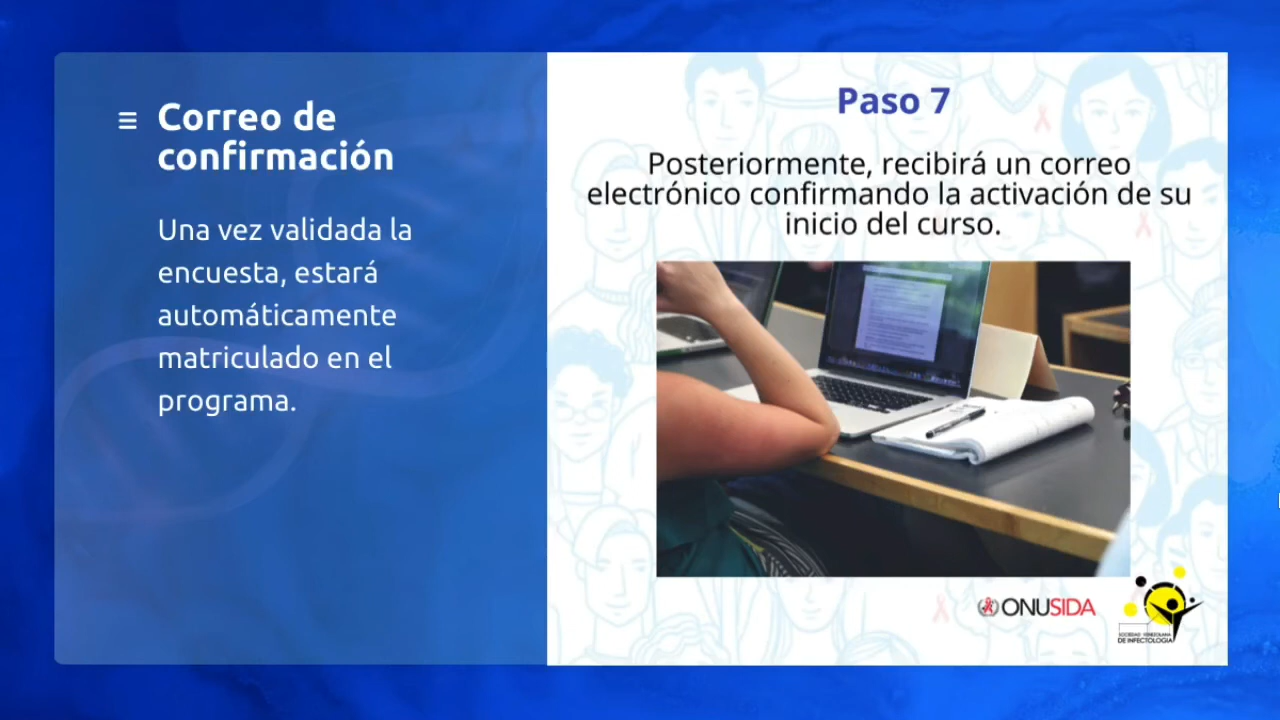 Correo de
confirmación
Una vez validada la
encuesta, estará
automáticamente
matriculado en el
programa.
Paso 7
Posteriormente, recibirá un correo
electrónico confirmando la activación de su
inicio del curso.
ONUSIDA
SOCIEDAD VENEZOLANA
DE INFECTOLOGÍA